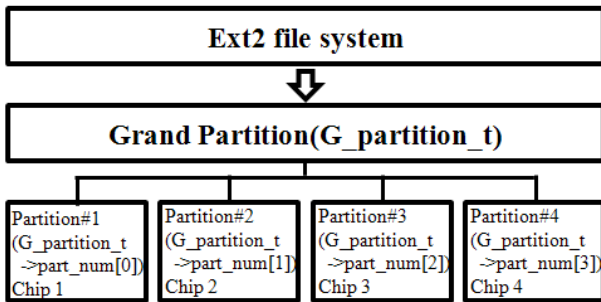 Ext2 file system
Grand Partition(G_partition_t)
Partition#1
(G_partition_t
->part_num[0])
Chip 1
Partition#2
(G_partition_t
->part_num[1])
Chip 2
Partition#3
(G_partition_t
->part_num[2])
Chip 3
Partition#4
(G_partition_t
->part_num[3])
Chip 4